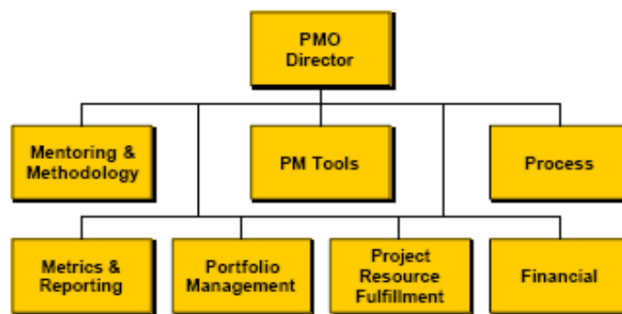 PMO
Director
Mentoring &
Methodology
PM Tools
Process
Metrics &
Reporting
Portfolio
Management
Project
Resource
Fulfillment
Financial